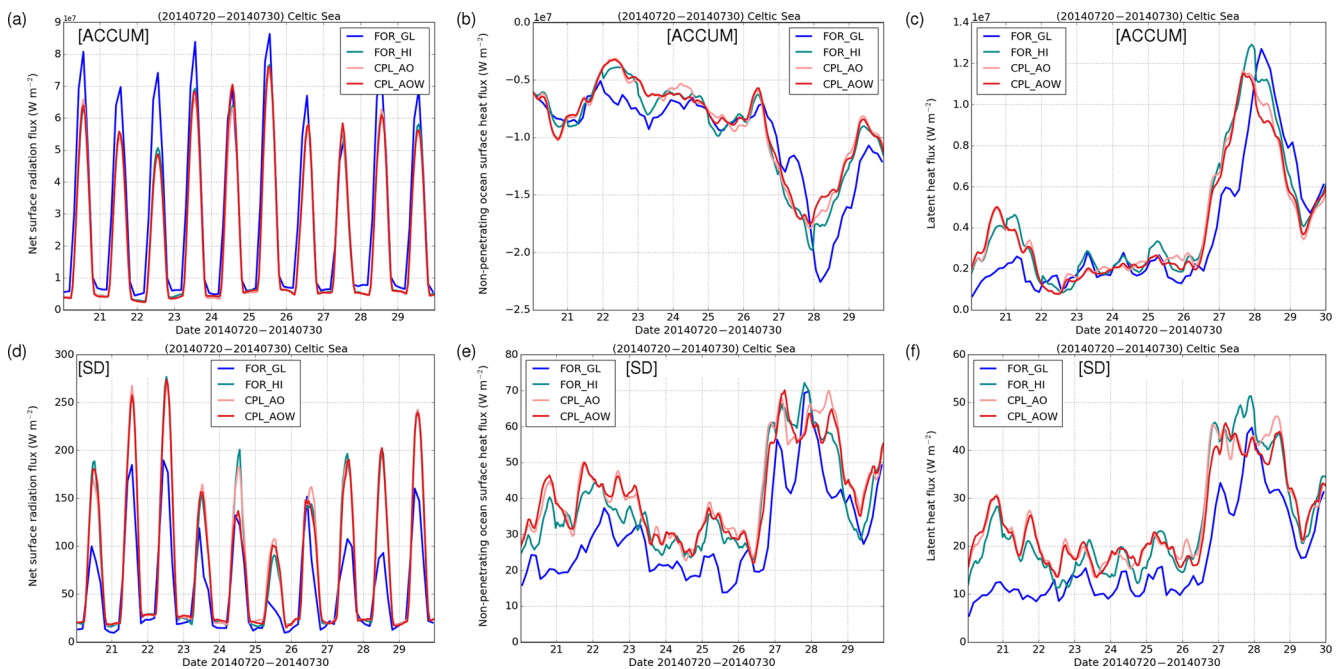 (a)
(20140720−20140730) Celtic Sea
1e7
[ACCUM]
FOR_GL
FOR_HI
CPL_AO
CPL_AOW
Net surface radiation flux (W m−2)
9
8
7
6
5
4
3
2
1
0
21 22 23 24 25 26 27 28 29
Date 20140720−20140730
(b)
(20140720−20140730) Celtic Sea
1e7
[ACCUM]
FOR_GL
FOR_HI
CPL_AO
CPL_AOW
Non-penetrating ocean surface heat flux (W m−2)
−0.0
−0.5
−1.0
−1.5
−2.0
−2.5
21 22 23 24 25 26 27 28 29
Date 20140720−20140730
(c)
(20140720−20140730) Celtic Sea
1e7
[ACCUM]
FOR_GL
FOR_HI
CPL_AO
CPL_AOW
Latent heat flux (W m−2)
1.4
1.2
1.0
0.8
0.6
0.4
0.2
0.0
21 22 23 24 25 26 27 28 29 30
Date 20140720−20140730
(d)
(20140720−20140730) Celtic Sea
[SD]
FOR_GL
FOR_HI
CPL_AO
CPL_AOW
Net surface radiation flux (W m−2)
300
250
200
150
100
50
0
21 22 23 24 25 26 27 28 29
Date 20140720−20140730
(e)
(20140720−20140730) Celtic Sea
[SD]
FOR_GL
FOR_HI
CPL_AO
CPL_AOW
Non-penetrating ocean surface heat flux (W m−2)
80
70
60
50
40
30
20
10
0
21 22 23 24 25 26 27 28 29
Date 20140720−20140730
(f)
(20140720−20140730) Celtic Sea
[SD]
FOR_GL
FOR_HI
CPL_AO
CPL_AOW
Latent heat flux (W m−2)
60
50
40
30
20
10
0
21 22 23 24 25 26 27 28 29 30
Date 20140720−20140730